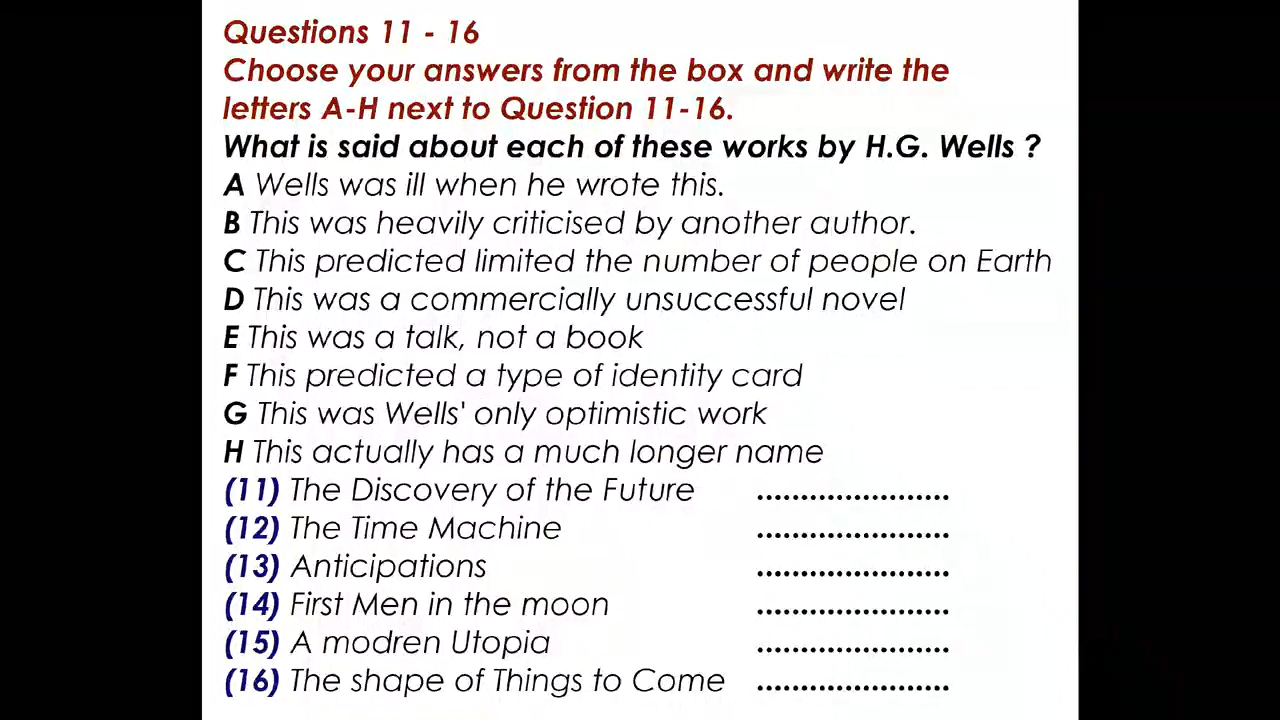 Questions 11 - 16
Choose your answers from the box and write the
letters A-H next to Question 11-16.
What is said about each of these works by H.G. Wells ?
A Wells was ill when he wrote this.
B This was heavily criticised by another author.
C This predicted limited the number of people on Earth
D This was a commercially unsuccessful novel
E This was a talk, not a book
F This predicted a type of identity card
G This was Wells' only optimistic work
H This actually has a much longer name
(11) The Discovery of the Future ......................
(12) The Time Machine ......................
(13) Anticipations ......................
(14) First Men in the moon ......................
(15) A modren Utopia ......................
(16) The shape of Things to Come ......................